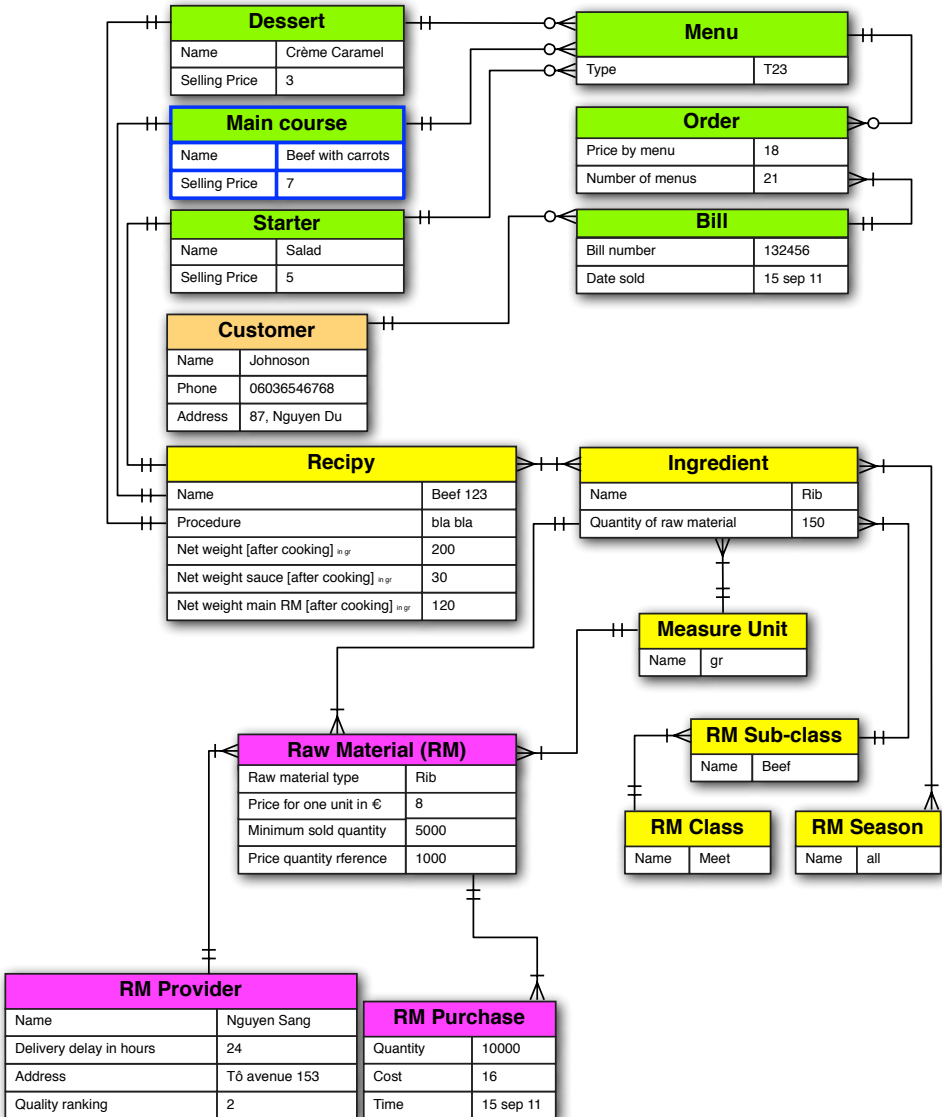 Dessert
Name Crème Caramel
Selling Price 3
Menu
Type T23
Main course
Name Beef with carrots
Selling Price 7
Order
Price by menu 18
Number of menus 21
Starter
Name Salad
Selling Price 5
Bill
Bill number 132456
Date sold 15 sep 11
Customer
Name Johnoson
Phone 06036546768
Address 87, Nguyen Du
Recipy
Name Beef 123
Procedure bla bla
Net weight [after cooking] in gr 200
Net weight sauce [after cooking] in gr 30
Net weight main RM [after cooking] in gr 120
Ingredient
Name Rib
Quantity of raw material 150
Measure Unit
Name gr
RM Sub-class
Name Beef
RM Class
Name Meet
RM Season
Name all
Raw Material (RM)
Raw material type Rib
Price for one unit in € 8
Minimum sold quantity 5000
Price quantity rference 1000
RM Provider
Name Nguyen Sang
Delivery delay in hours 24
Address Tô avenue 153
Quality ranking 2
RM Purchase
Quantity 10000
Cost 16
Time 15 sep 11